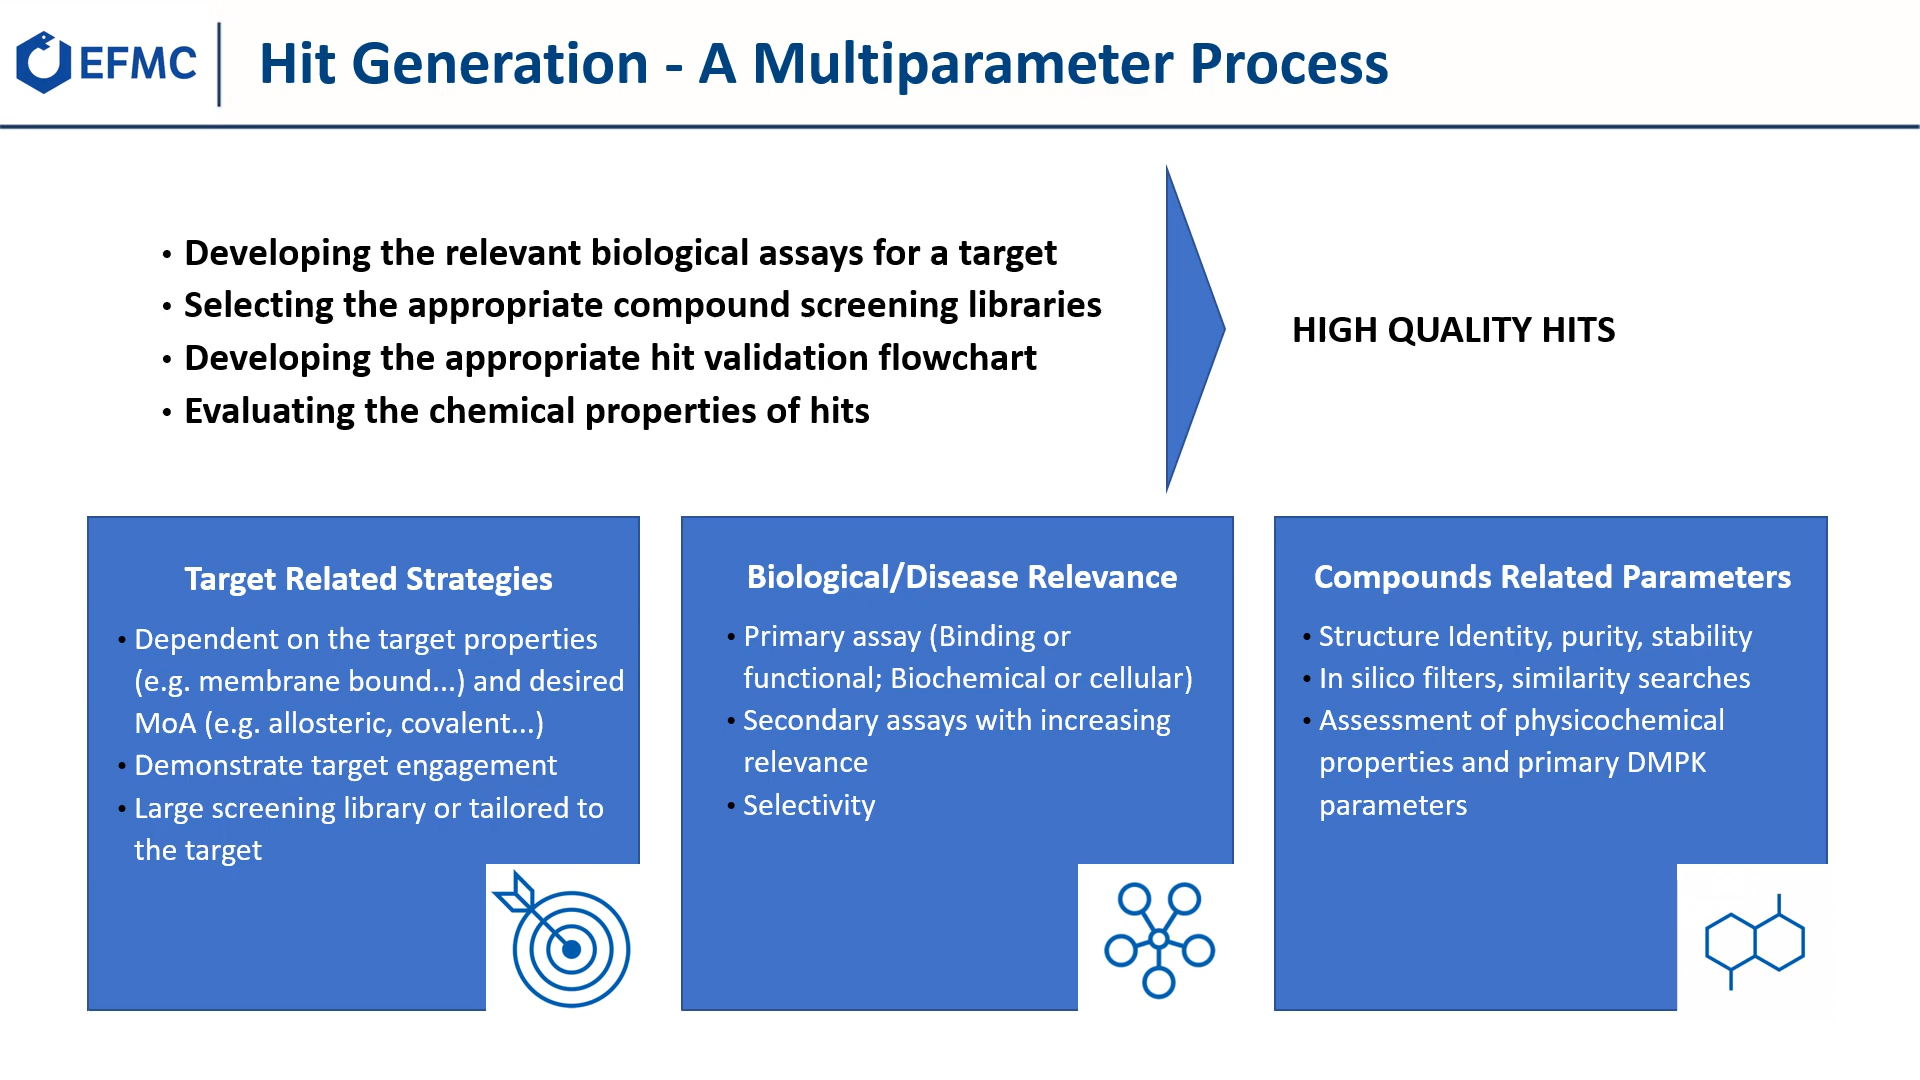 EFMC
Hit Generation - A Multiparameter Process
• Developing the relevant biological assays for a target
• Selecting the appropriate compound screening libraries
• Developing the appropriate hit validation flowchart
• Evaluating the chemical properties of hits
HIGH QUALITY HITS
Target Related Strategies
• Dependent on the target properties
(e.g. membrane bound...) and desired
MoA (e.g. allosteric, covalent...)
• Demonstrate target engagement
• Large screening library or tailored to
the target
Biological/Disease Relevance
• Primary assay (Binding or
functional; Biochemical or cellular)
• Secondary assays with increasing
relevance
• Selectivity
Compounds Related Parameters
• Structure Identity, purity, stability
• In silico filters, similarity searches
• Assessment of physicochemical
properties and primary DMPK
parameters